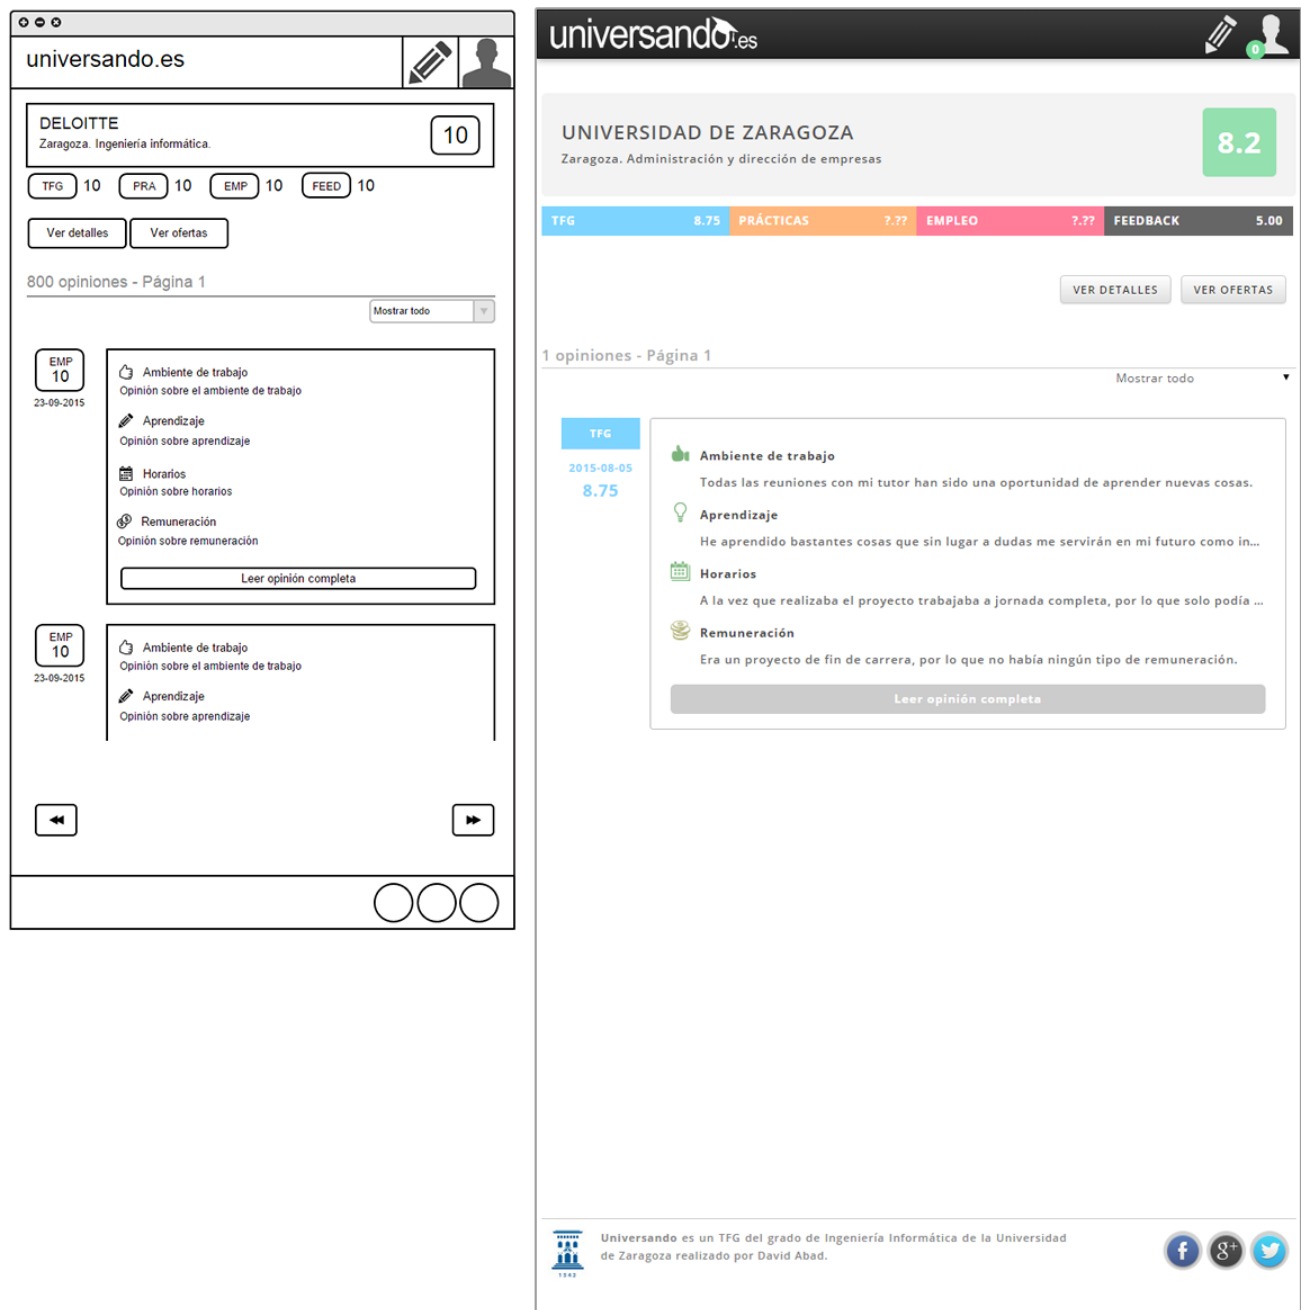 universando.es
DELOITTE
Zaragoza. Ingeniería informática.
10
TFG 10 PRA 10 EMP 10 FEED 10
Ver detalles Ver ofertas
800 opiniones - Página 1
Mostrar todo
EMP
10
23-09-2015
Ambiente de trabajo
Opinión sobre el ambiente de trabajo
Aprendizaje
Opinión sobre aprendizaje
Horarios
Opinión sobre horarios
Remuneración
Opinión sobre remuneración
Leer opinión completa
EMP
10
23-09-2015
Ambiente de trabajo
Opinión sobre el ambiente de trabajo
Aprendizaje
Opinión sobre aprendizaje
universando.es
0
UNIVERSIDAD DE ZARAGOZA
Zaragoza. Administración y dirección de empresas
8.2
TFG 8.75 PRÁCTICAS ?.?? EMPLEO ?.?? FEEDBACK 5.00
VER DETALLES VER OFERTAS
1 opiniones - Página 1
Mostrar todo
TFG
2015-08-05
8.75
Ambiente de trabajo
Todas las reuniones con mi tutor han sido una oportunidad de aprender nuevas cosas.
Aprendizaje
He aprendido bastantes cosas que sin lugar a dudas me servirán en mi futuro como in...
Horarios
A la vez que realizaba el proyecto trabajaba a jornada completa, por lo que solo podía ...
Remuneración
Era un proyecto de fin de carrera, por lo que no había ningún tipo de remuneración.
Leer opinión completa
Universando es un TFG del grado de Ingeniería Informática de la Universidad
de Zaragoza realizado por David Abad.
1542
f g+